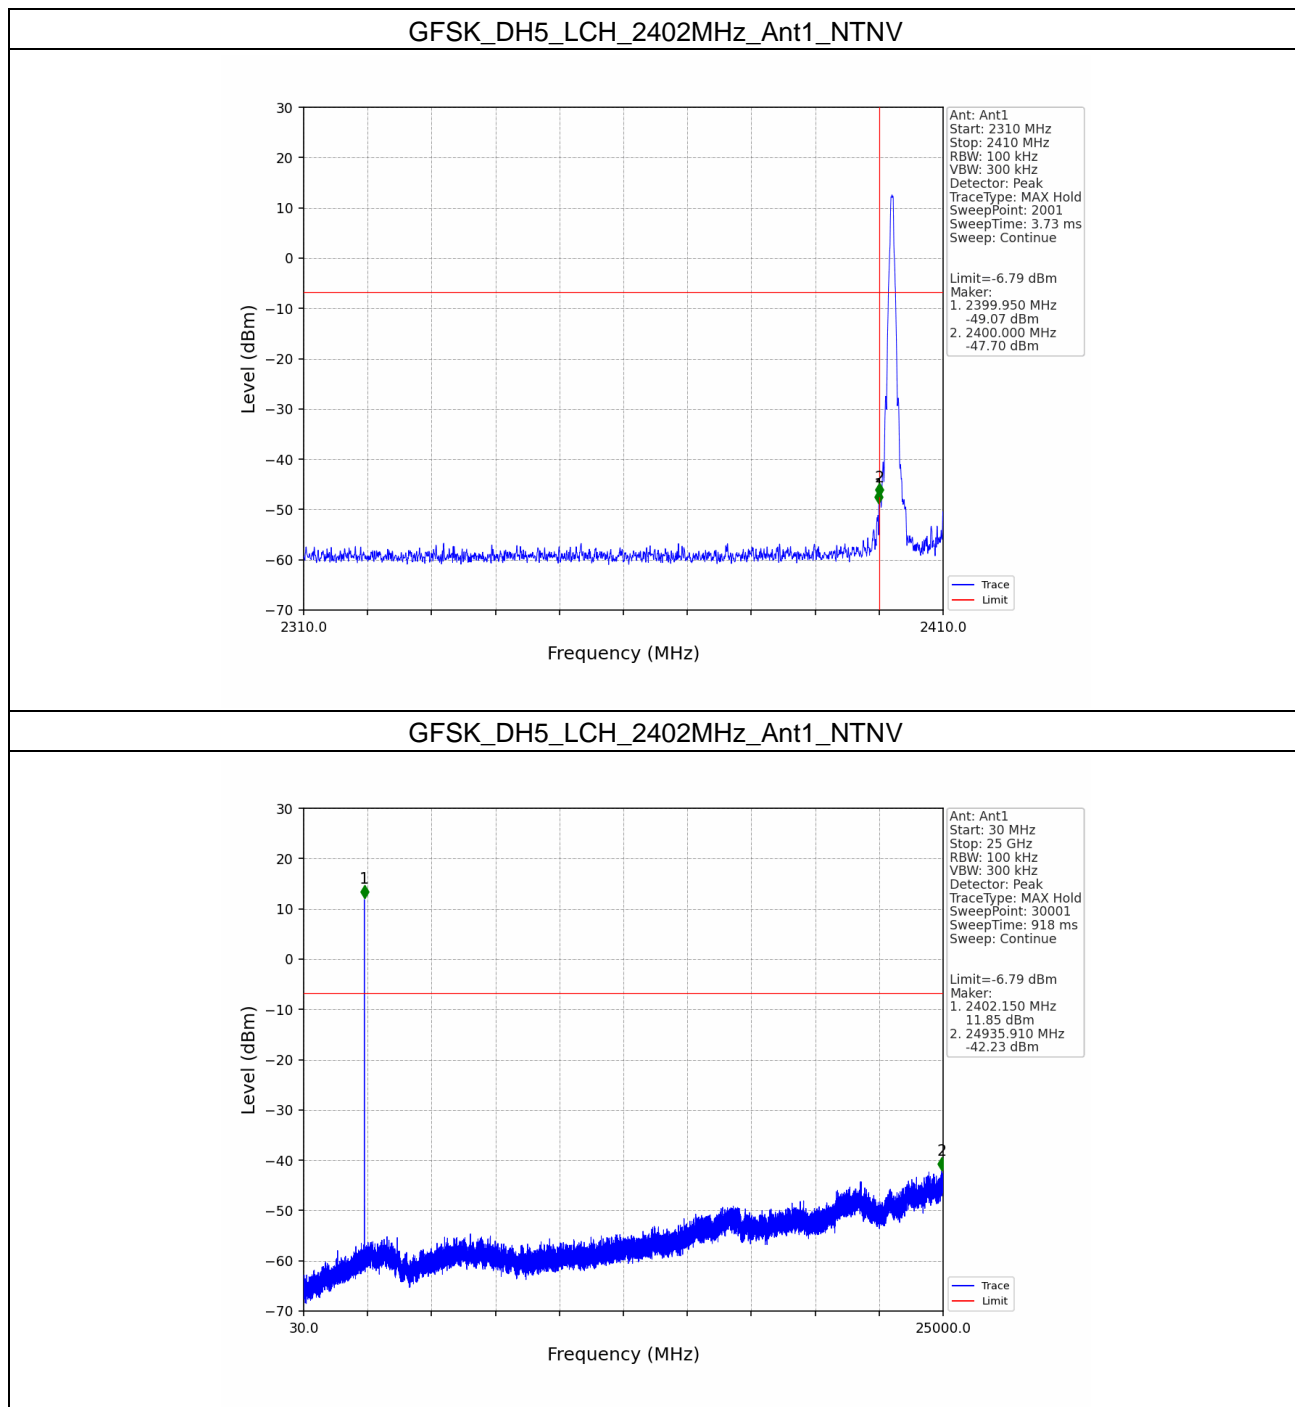 GFSK_DH5_LCH_2402MHz_Ant1_NTNV
30
20
10
0
−10
−20
−30
−40
−50
−60
−70
Level (dBm)
2
2310.0
2410.0
Frequency (MHz)
Ant: Ant1
Start: 2310 MHz
Stop: 2410 MHz
RBW: 100 kHz
VBW: 300 kHz
Detector: Peak
TraceType: MAX Hold
SweepPoint: 2001
SweepTime: 3.73 ms
Sweep: Continue
Limit=-6.79 dBm
Maker:
1. 2399.950 MHz
-49.07 dBm
2. 2400.000 MHz
-47.70 dBm
Trace
Limit
GFSK_DH5_LCH_2402MHz_Ant1_NTNV
30
20
10
0
−10
−20
−30
−40
−50
−60
−70
Level (dBm)
1
2
30.0
25000.0
Frequency (MHz)
Ant: Ant1
Start: 30 MHz
Stop: 25 GHz
RBW: 100 kHz
VBW: 300 kHz
Detector: Peak
TraceType: MAX Hold
SweepPoint: 30001
SweepTime: 918 ms
Sweep: Continue
Limit=-6.79 dBm
Maker:
1. 2402.150 MHz
11.85 dBm
2. 24935.910 MHz
-42.23 dBm
Trace
Limit